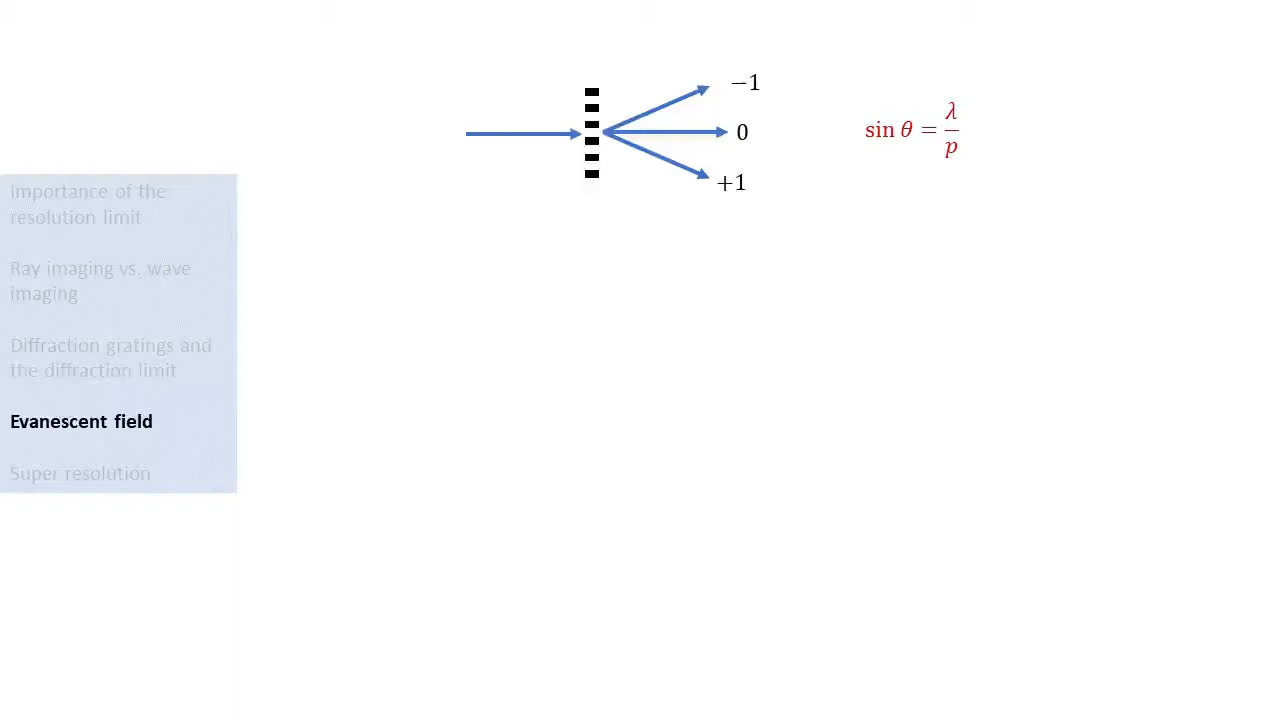 −1
0
+1
sin θ = λ/p
Importance of the
resolution limit
Ray imaging vs. wave
imaging
Diffraction gratings and
the diffraction limit
Evanescent field
Super resolution